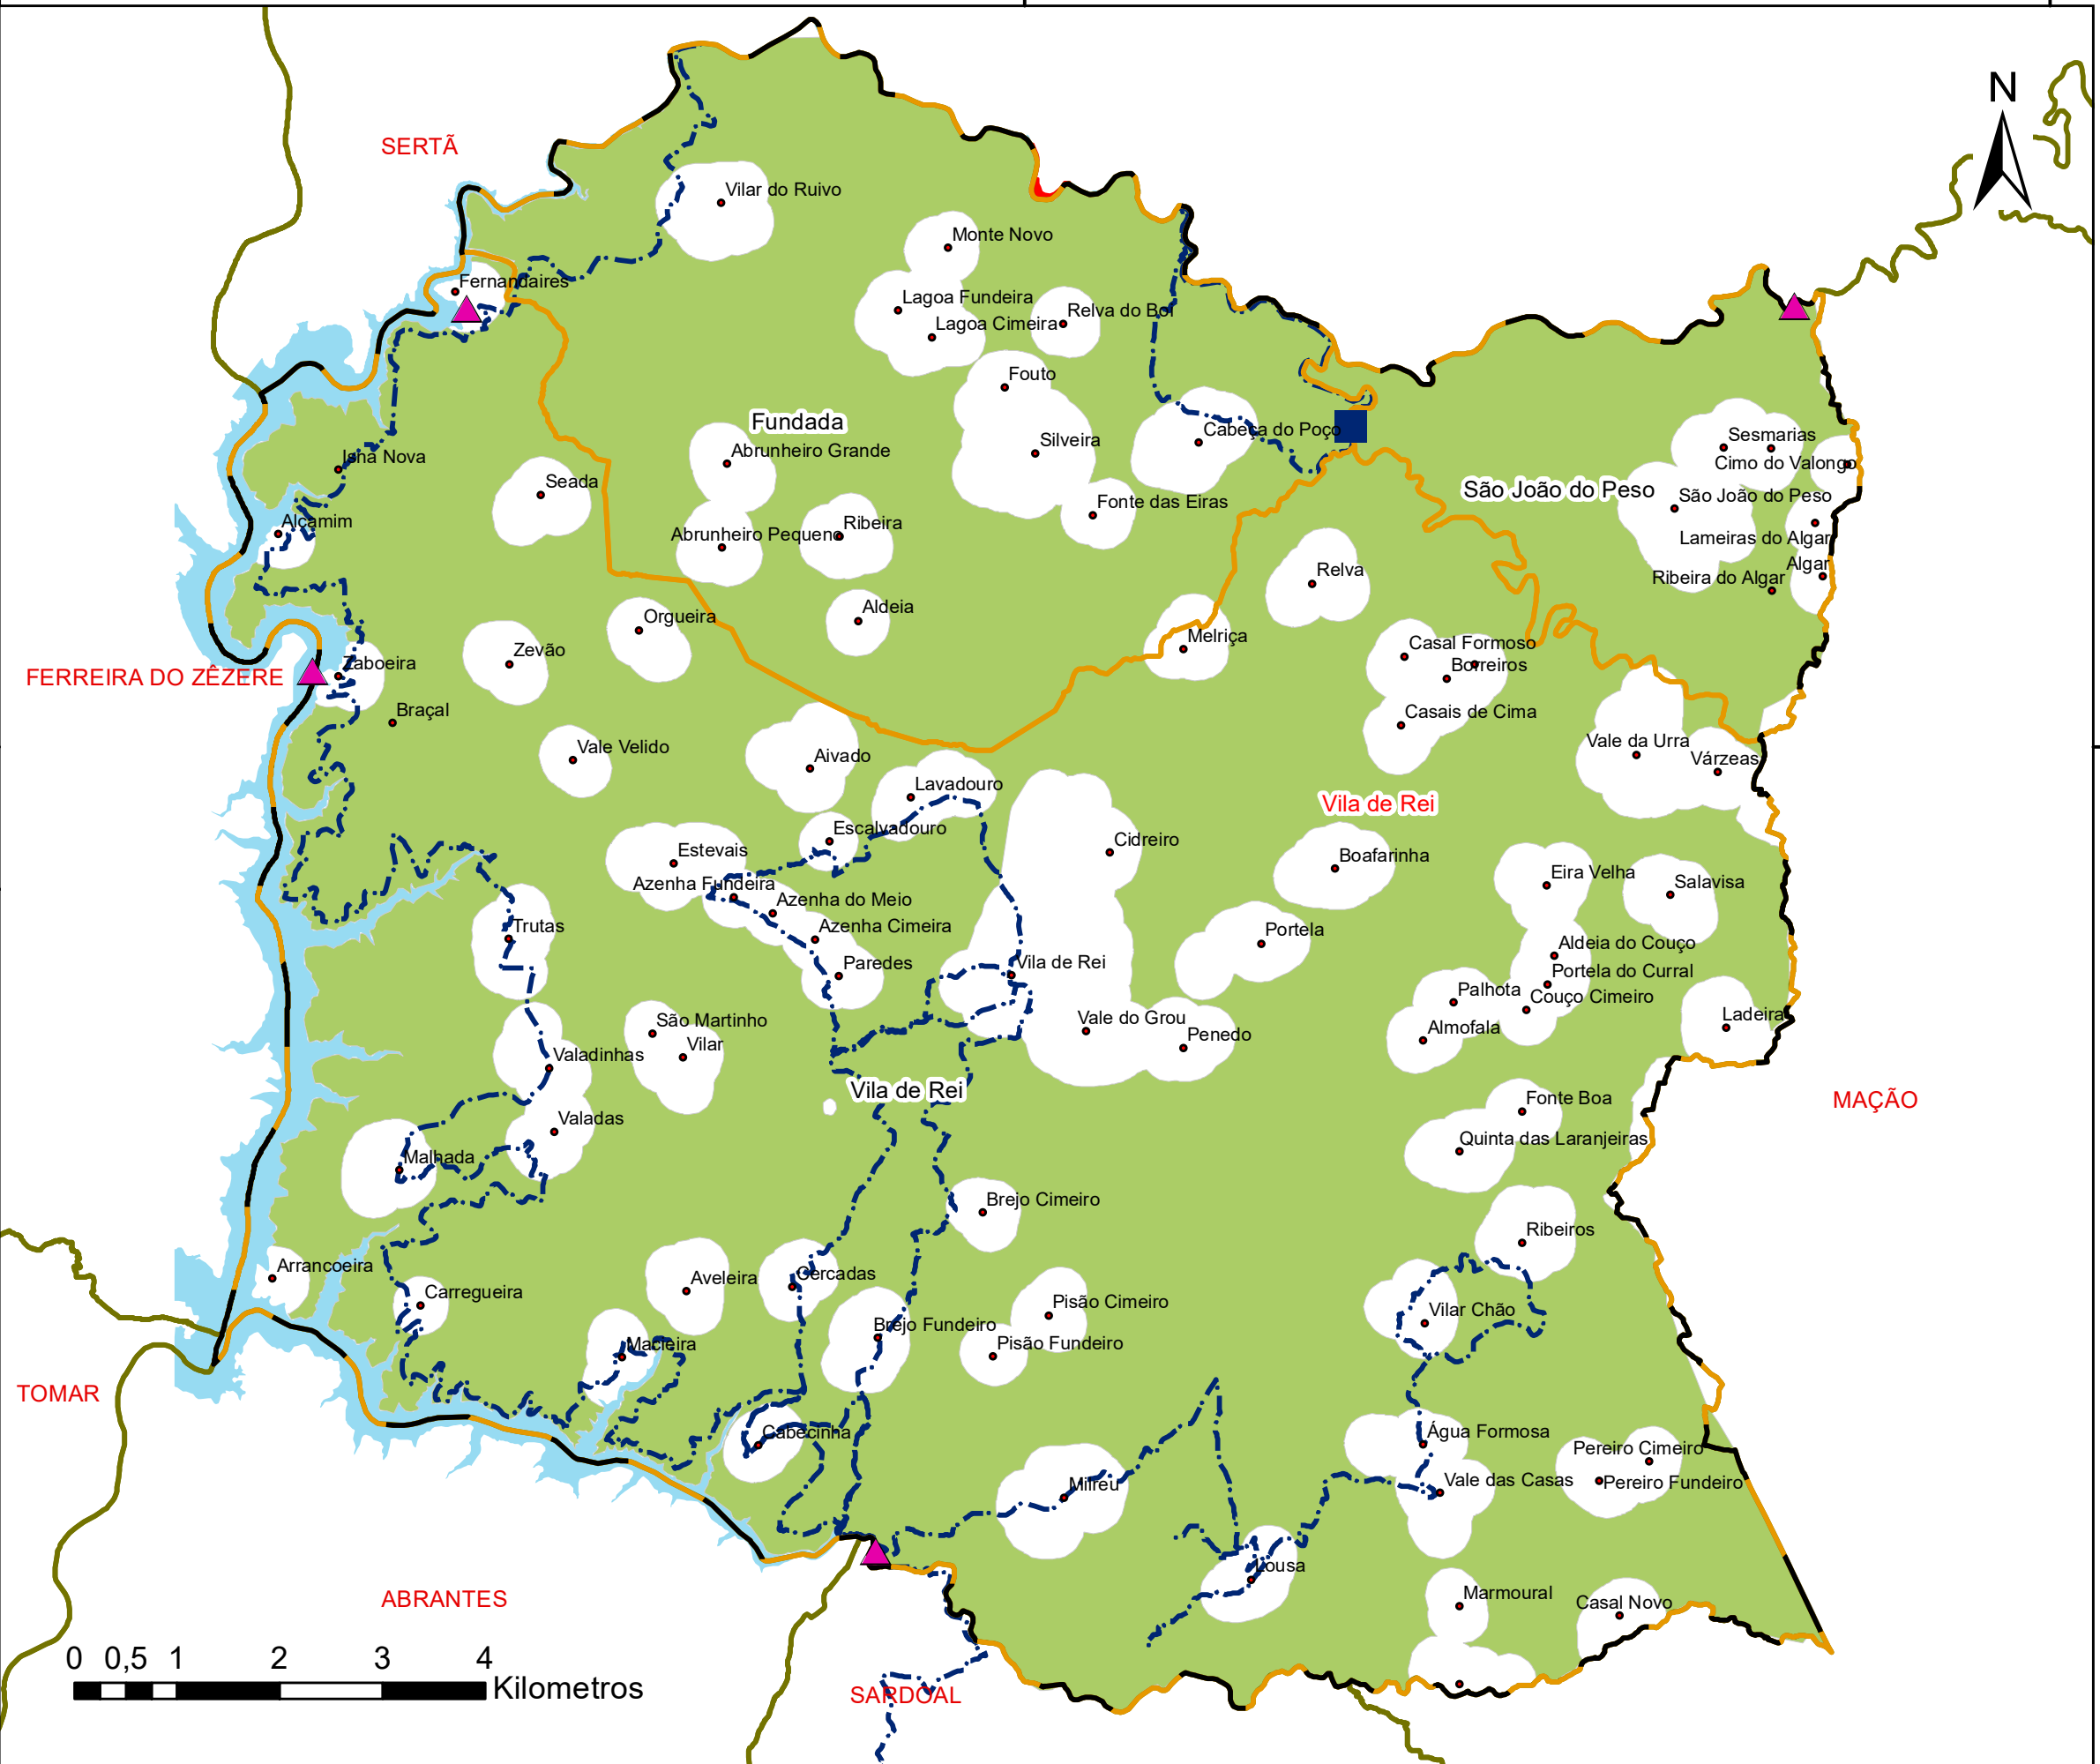 N
SERTÃ
Vilar do Ruivo
Monte Novo
Fernandaires
Lagoa Fundeira
Relva do Boi
Lagoa Cimeira
Fouto
Fundada
Cabeça do Poço
Sesmarias
Silveira
Abrunheiro Grande
Isna Nova
Cimo do Valongo
Seada
São João do Peso
São João do Peso
Fonte das Eiras
Alcamim
Ribeira
Abrunheiro Pequeno
Lameiras do Algar
Algar
Relva
Ribeira do Algar
Aldeia
Orgueira
Melriça
Casal Formoso
Zevão
Zaboeira
Borreiros
FERREIRA DO ZÊZERE
Braçal
Casais de Cima
Vale da Urra
Vale Velido
Aivado
Várzeas
Lavadouro
Vila de Rei
Escalvadouro
Cidreiro
Estevais
Boafarinha
Eira Velha
Azenha Fundeira
Salavisa
Azenha do Meio
Azenha Cimeira
Trutas
Portela
Aldeia do Couço
Paredes
Vila de Rei
Portela do Curral
Palhota
Couço Cimeiro
São Martinho
Vale do Grou
Ladeira
Penedo
Almofala
Vilar
Valadinhas
Vila de Rei
Fonte Boa
MAÇÃO
Valadas
Quinta das Laranjeiras
Malhada
Brejo Cimeiro
Ribeiros
Arrancoeira
Cercadas
Aveleira
Carregueira
Pisão Cimeiro
Vilar Chão
Brejo Fundeiro
Macieira
Pisão Fundeiro
TOMAR
Cabecinha
Água Formosa
Pereiro Cimeiro
Vale das Casas
Pereiro Fundeiro
Milreu
Lousa
Marmoural
ABRANTES
Casal Novo
0 0,5 1 2 3 4
Kilometros
SARDOAL